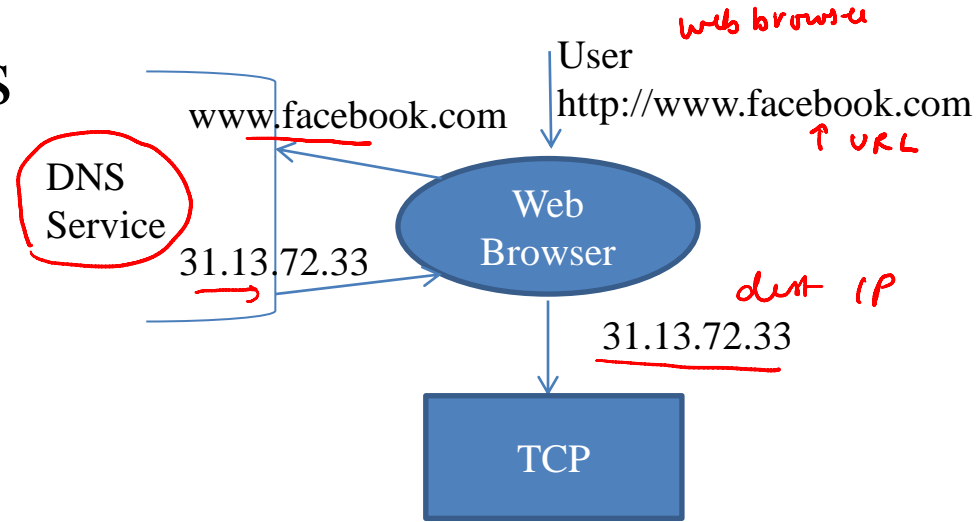 S
web browser
User
http://www.facebook.com
↑ URL
www.facebook.com
DNS
Service
31.13.72.33
Web
Browser
dest IP
31.13.72.33
TCP